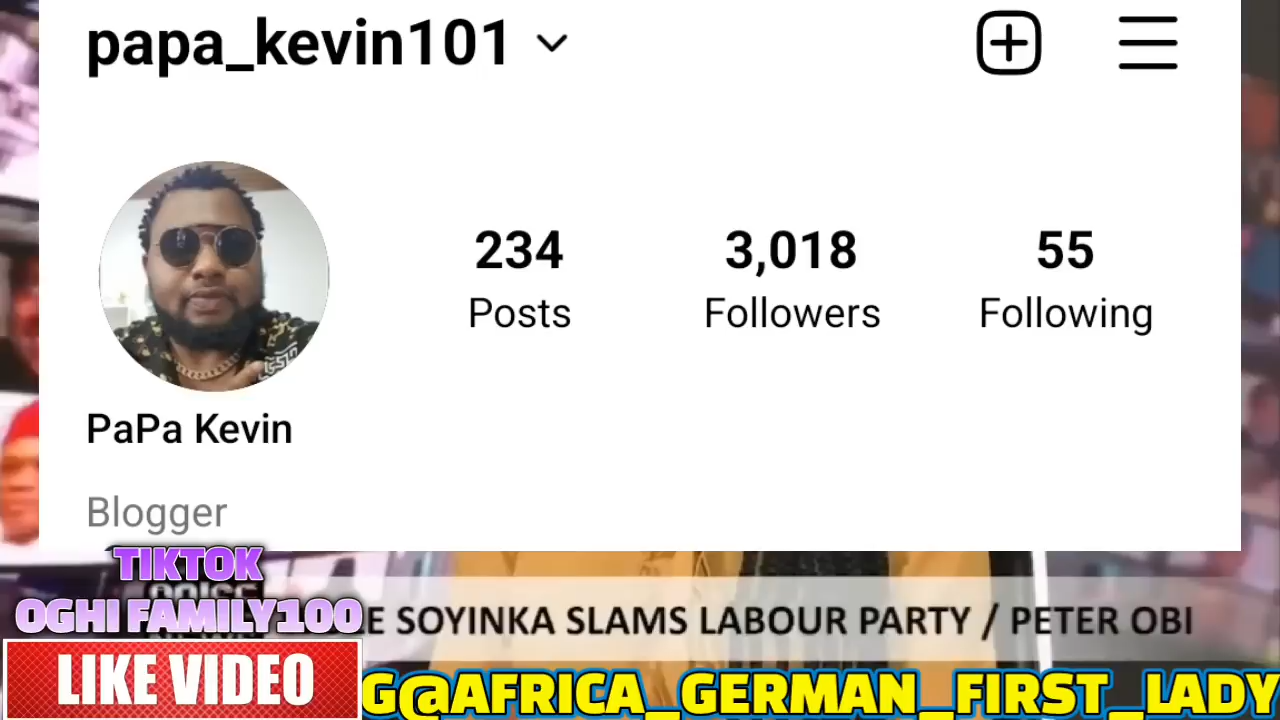 papa_kevin101
234
3,018
55
Posts
Followers
Following
PaPa Kevin
Blogger
TIKTOK
OGHI FAMILY100
E SOYINKA SLAMS LABOUR PARTY / PETER OBI
LIKE VIDEO
G@AFRICA_GERMAN_FIRST_LADY